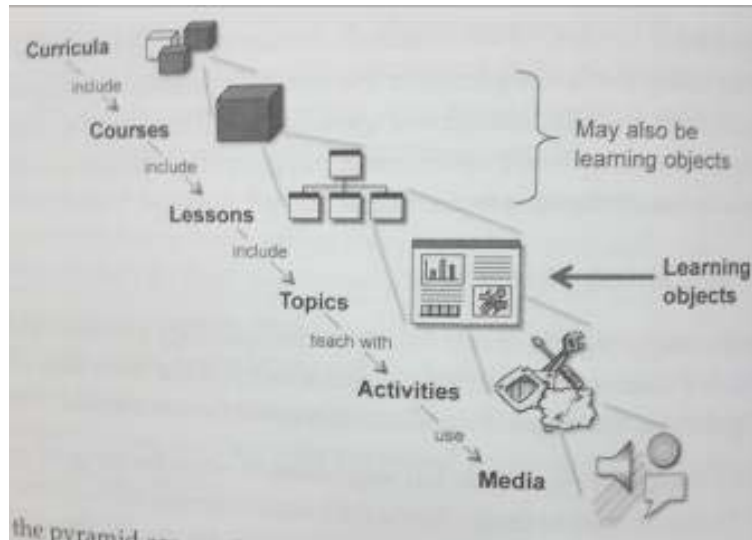 Curricula
include
Courses
include
May also be
learning objects
Lessons
include
Learning
objects
Topics
teach with
Activities
use
Media
the pyramid